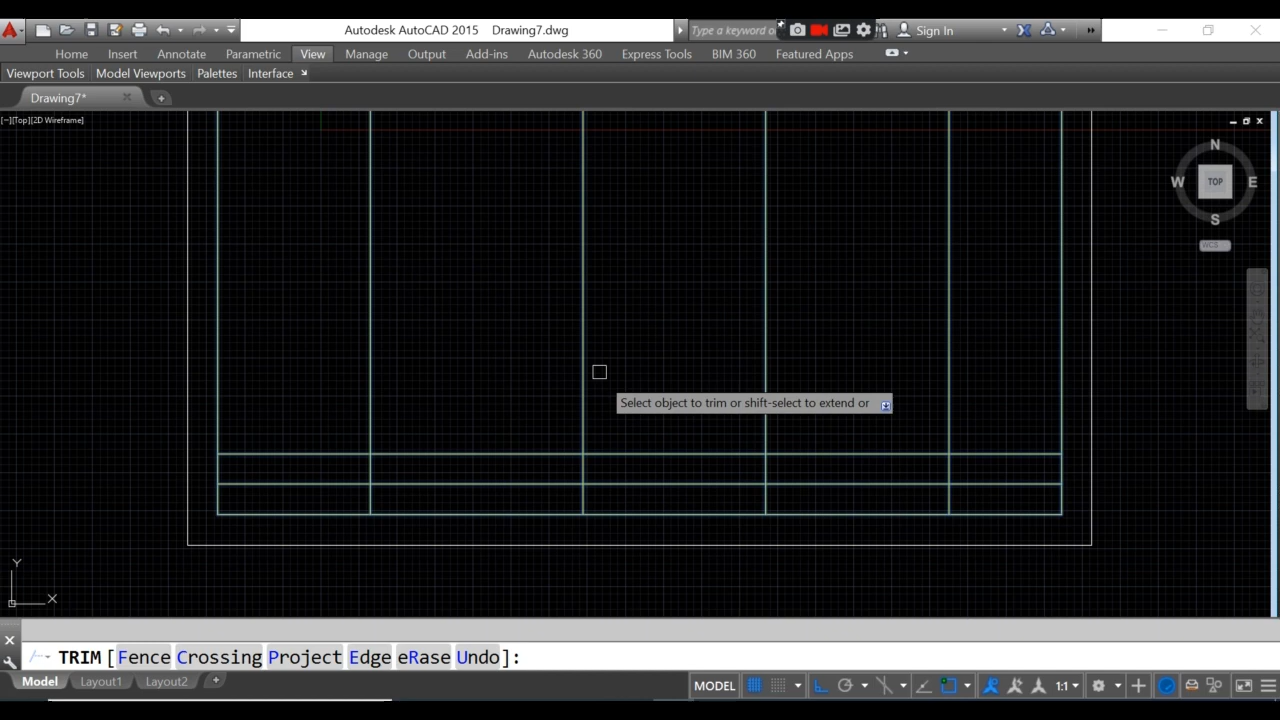 Autodesk AutoCAD 2015 Drawing7.dwg
Type a keyword o
Sign In
Home Insert Annotate Parametric View Manage Output Add-ins Autodesk 360 Express Tools BIM 360 Featured Apps
Viewport Tools Model Viewports Palettes Interface
Drawing7*
[−][Top][2D Wireframe]
N
W TOP E
S
WCS
Select object to trim or shift-select to extend or
Y
X
TRIM [Fence Crossing Project Edge eRase Undo]:
Model Layout1 Layout2
MODEL 1:1